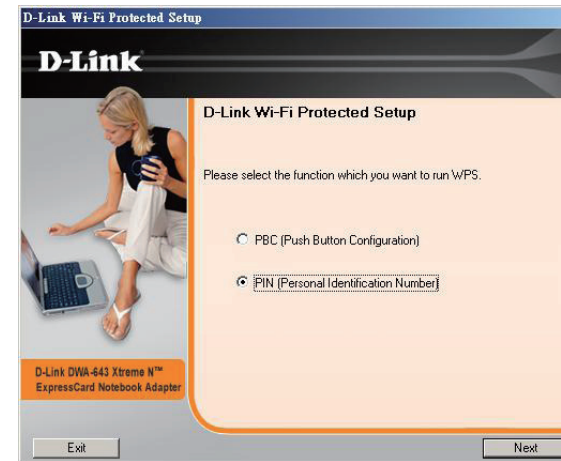 D-Link Wi-Fi Protected Setup
D-Link
D-Link Wi-Fi Protected Setup
Please select the function which you want to run WPS.
PBC (Push Button Configuration)
PIN (Personal Identification Number)
D-Link DWA-643 Xtreme N™
ExpressCard Notebook Adapter
Exit
Next